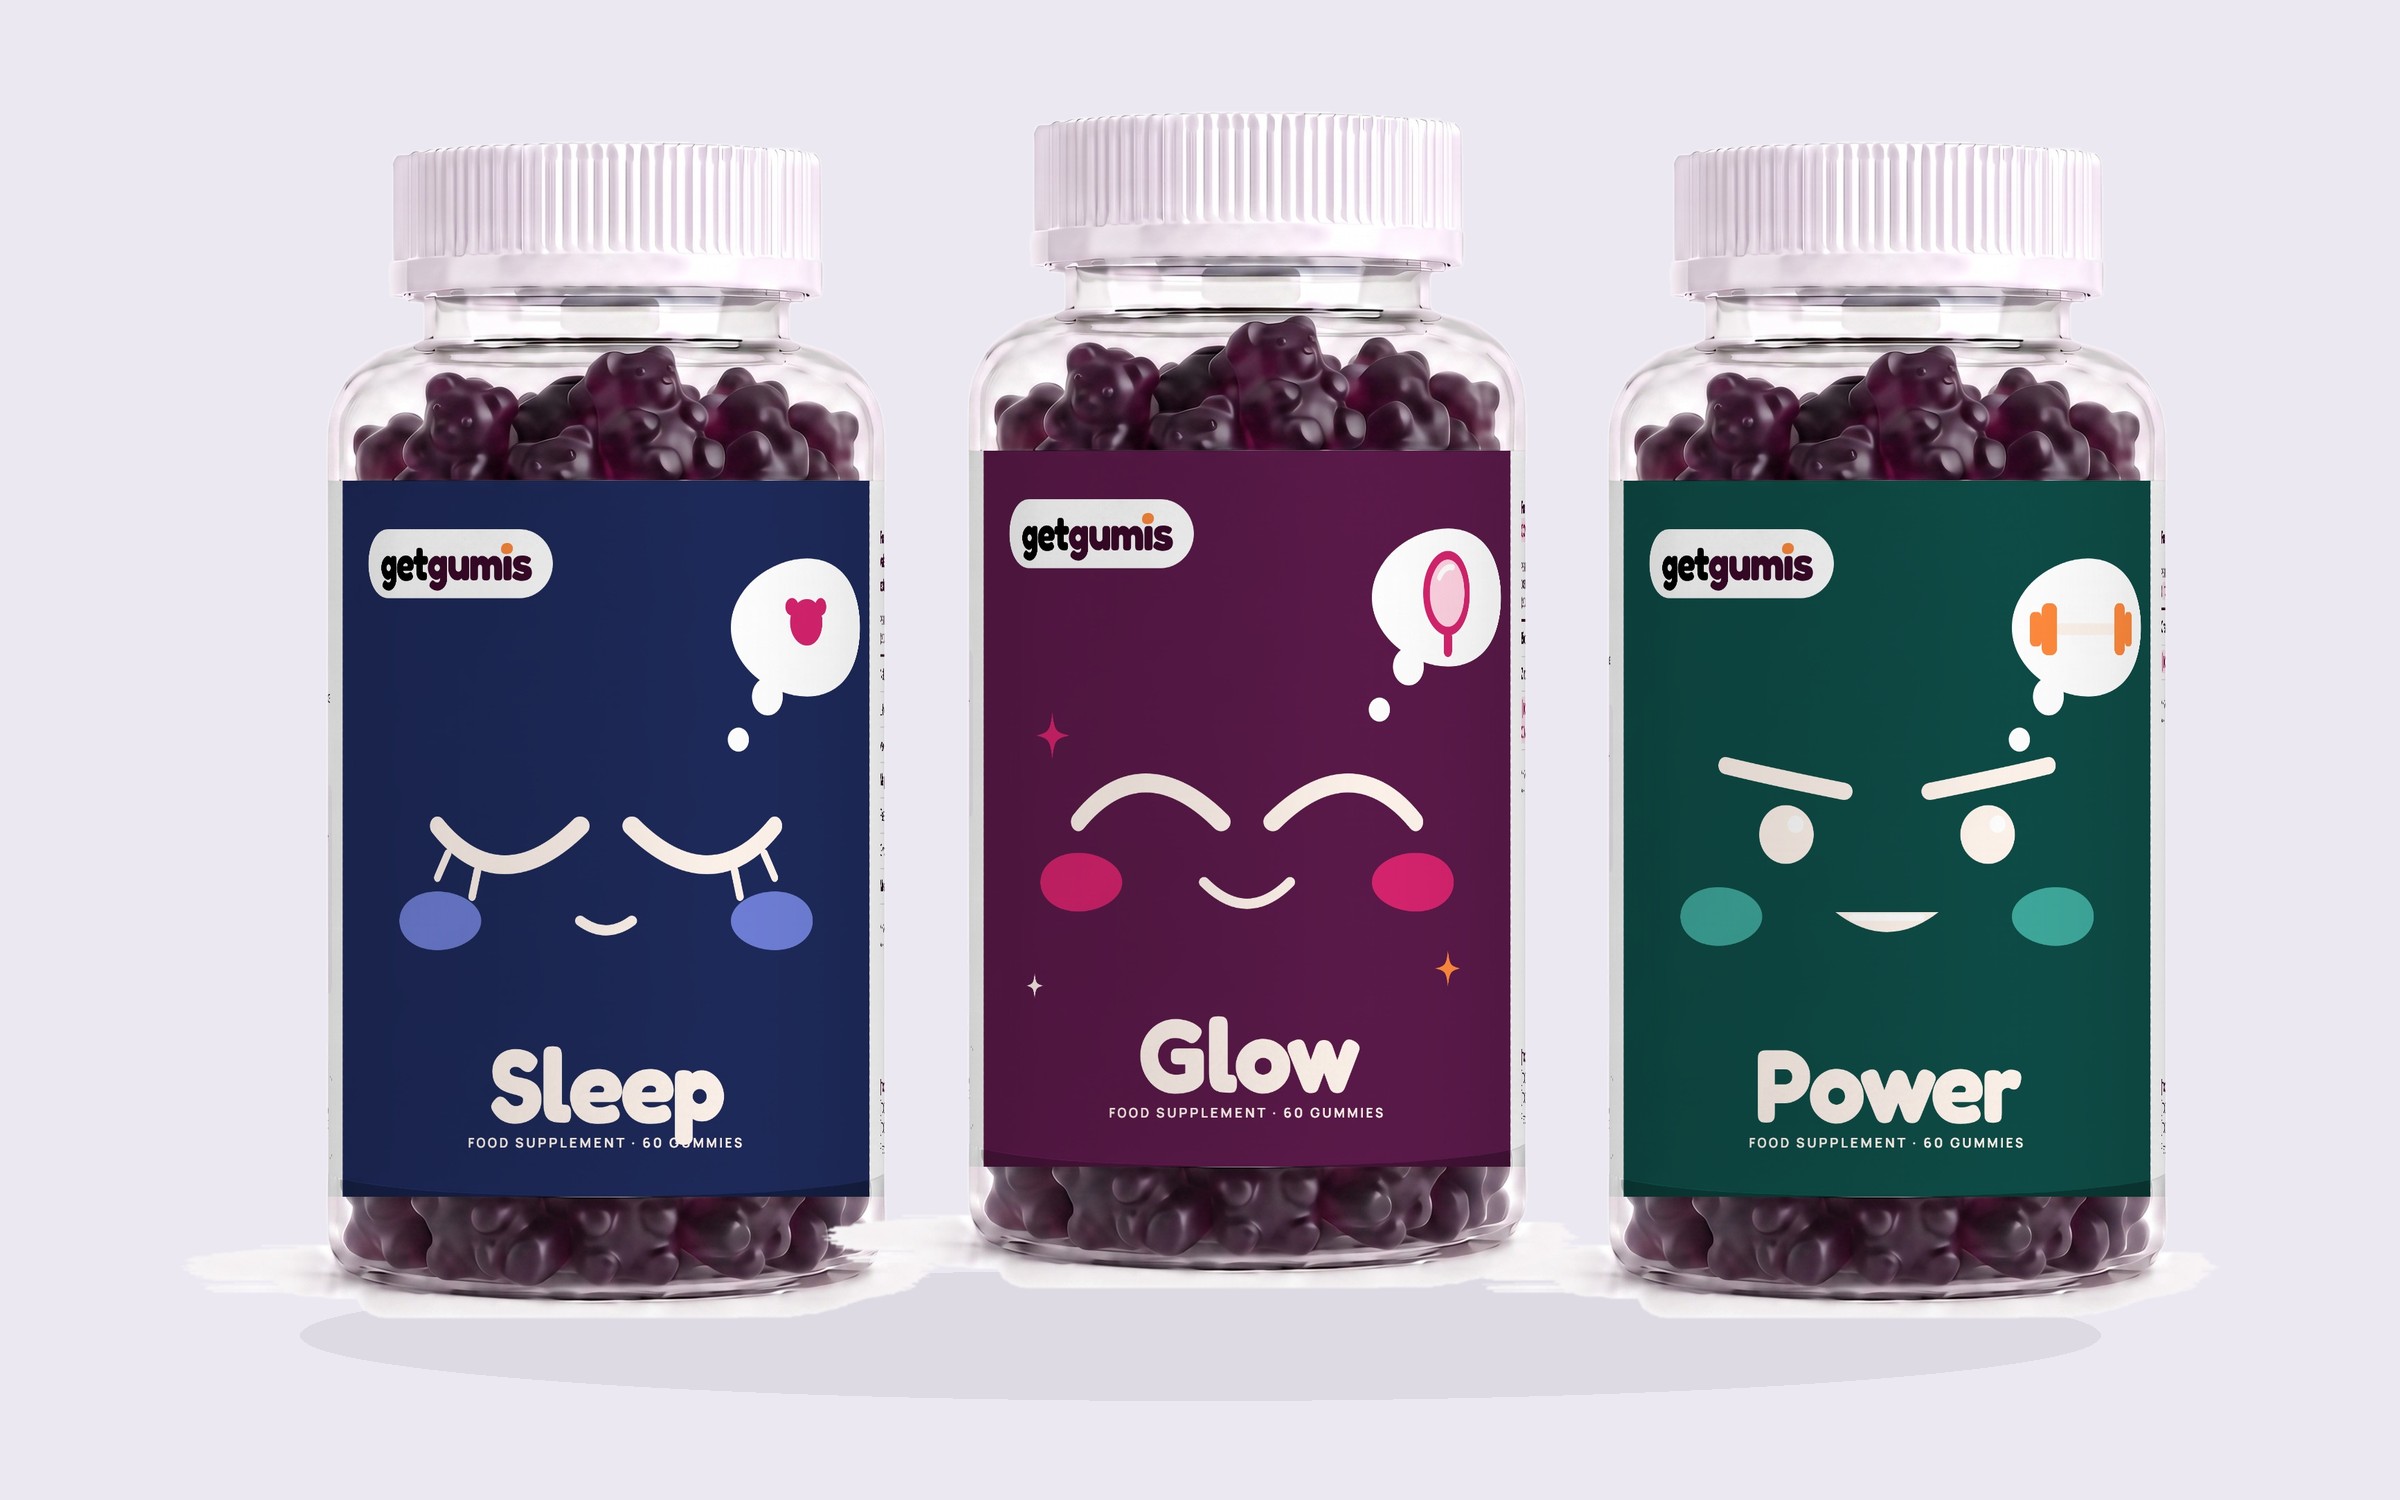 getgumis
Sleep
FOOD SUPPLEMENT · 60 GUMMIES
getgumis
Glow
FOOD SUPPLEMENT · 60 GUMMIES
getgumis
Power
FOOD SUPPLEMENT · 60 GUMMIES